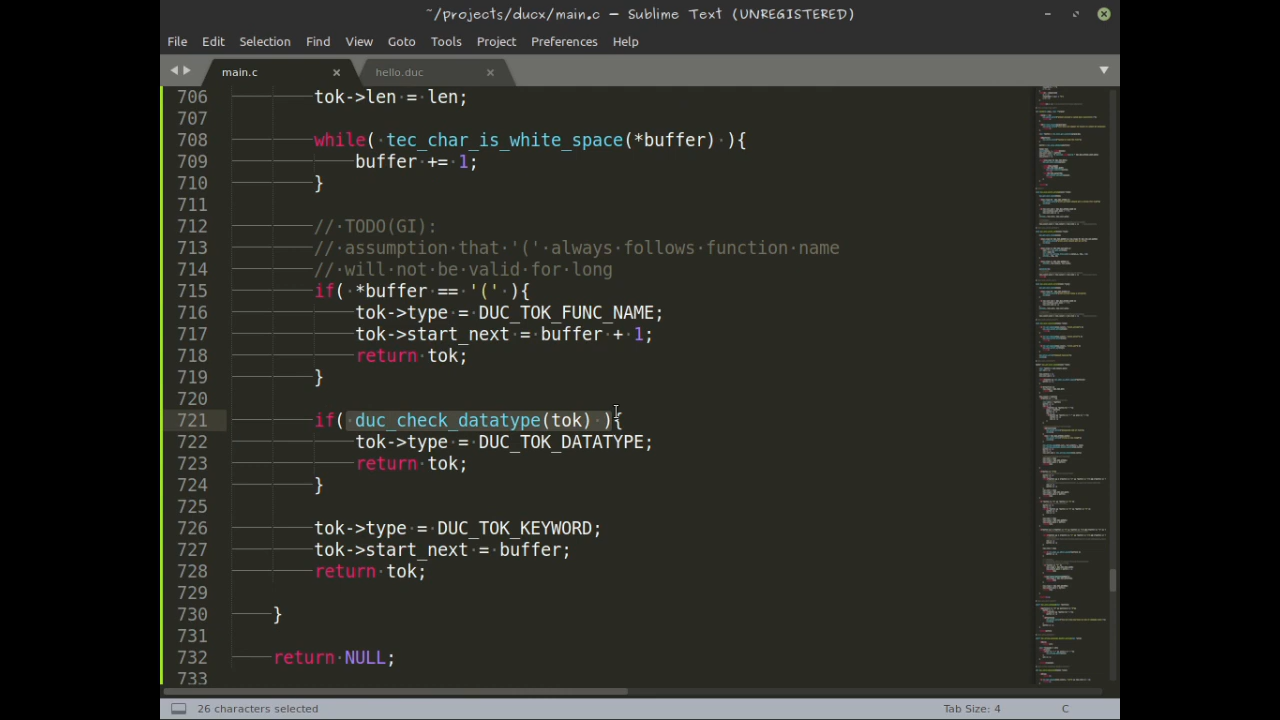 ~/projects/ducx/main.c — Sublime Text (UNREGISTERED)
File Edit Selection Find View Goto Tools Project Preferences Help
main.c hello.duc
706 tok->len = len;
707
708 while( tec_char_is_white_space(*buffer) ){
709 buffer += 1;
710 }
711
712 // TODO(GI):
713 // assumption that '(' always follows function name
714 // will not be valid for long
715 if( *buffer == '(' ){
716 tok->type = DUC_TOK_FUNC_NAME;
717 tok->start_next = buffer + 1;
718 return tok;
719 }
720
721 if( duc_check_datatype(tok) ){
722 tok->type = DUC_TOK_DATATYPE;
723 return tok;
724 }
725
726 tok->type = DUC_TOK_KEYWORD;
727 tok->start_next = buffer;
728 return tok;
729
730 }
731
732 return NULL;
733
26 characters selected Tab Size: 4 C